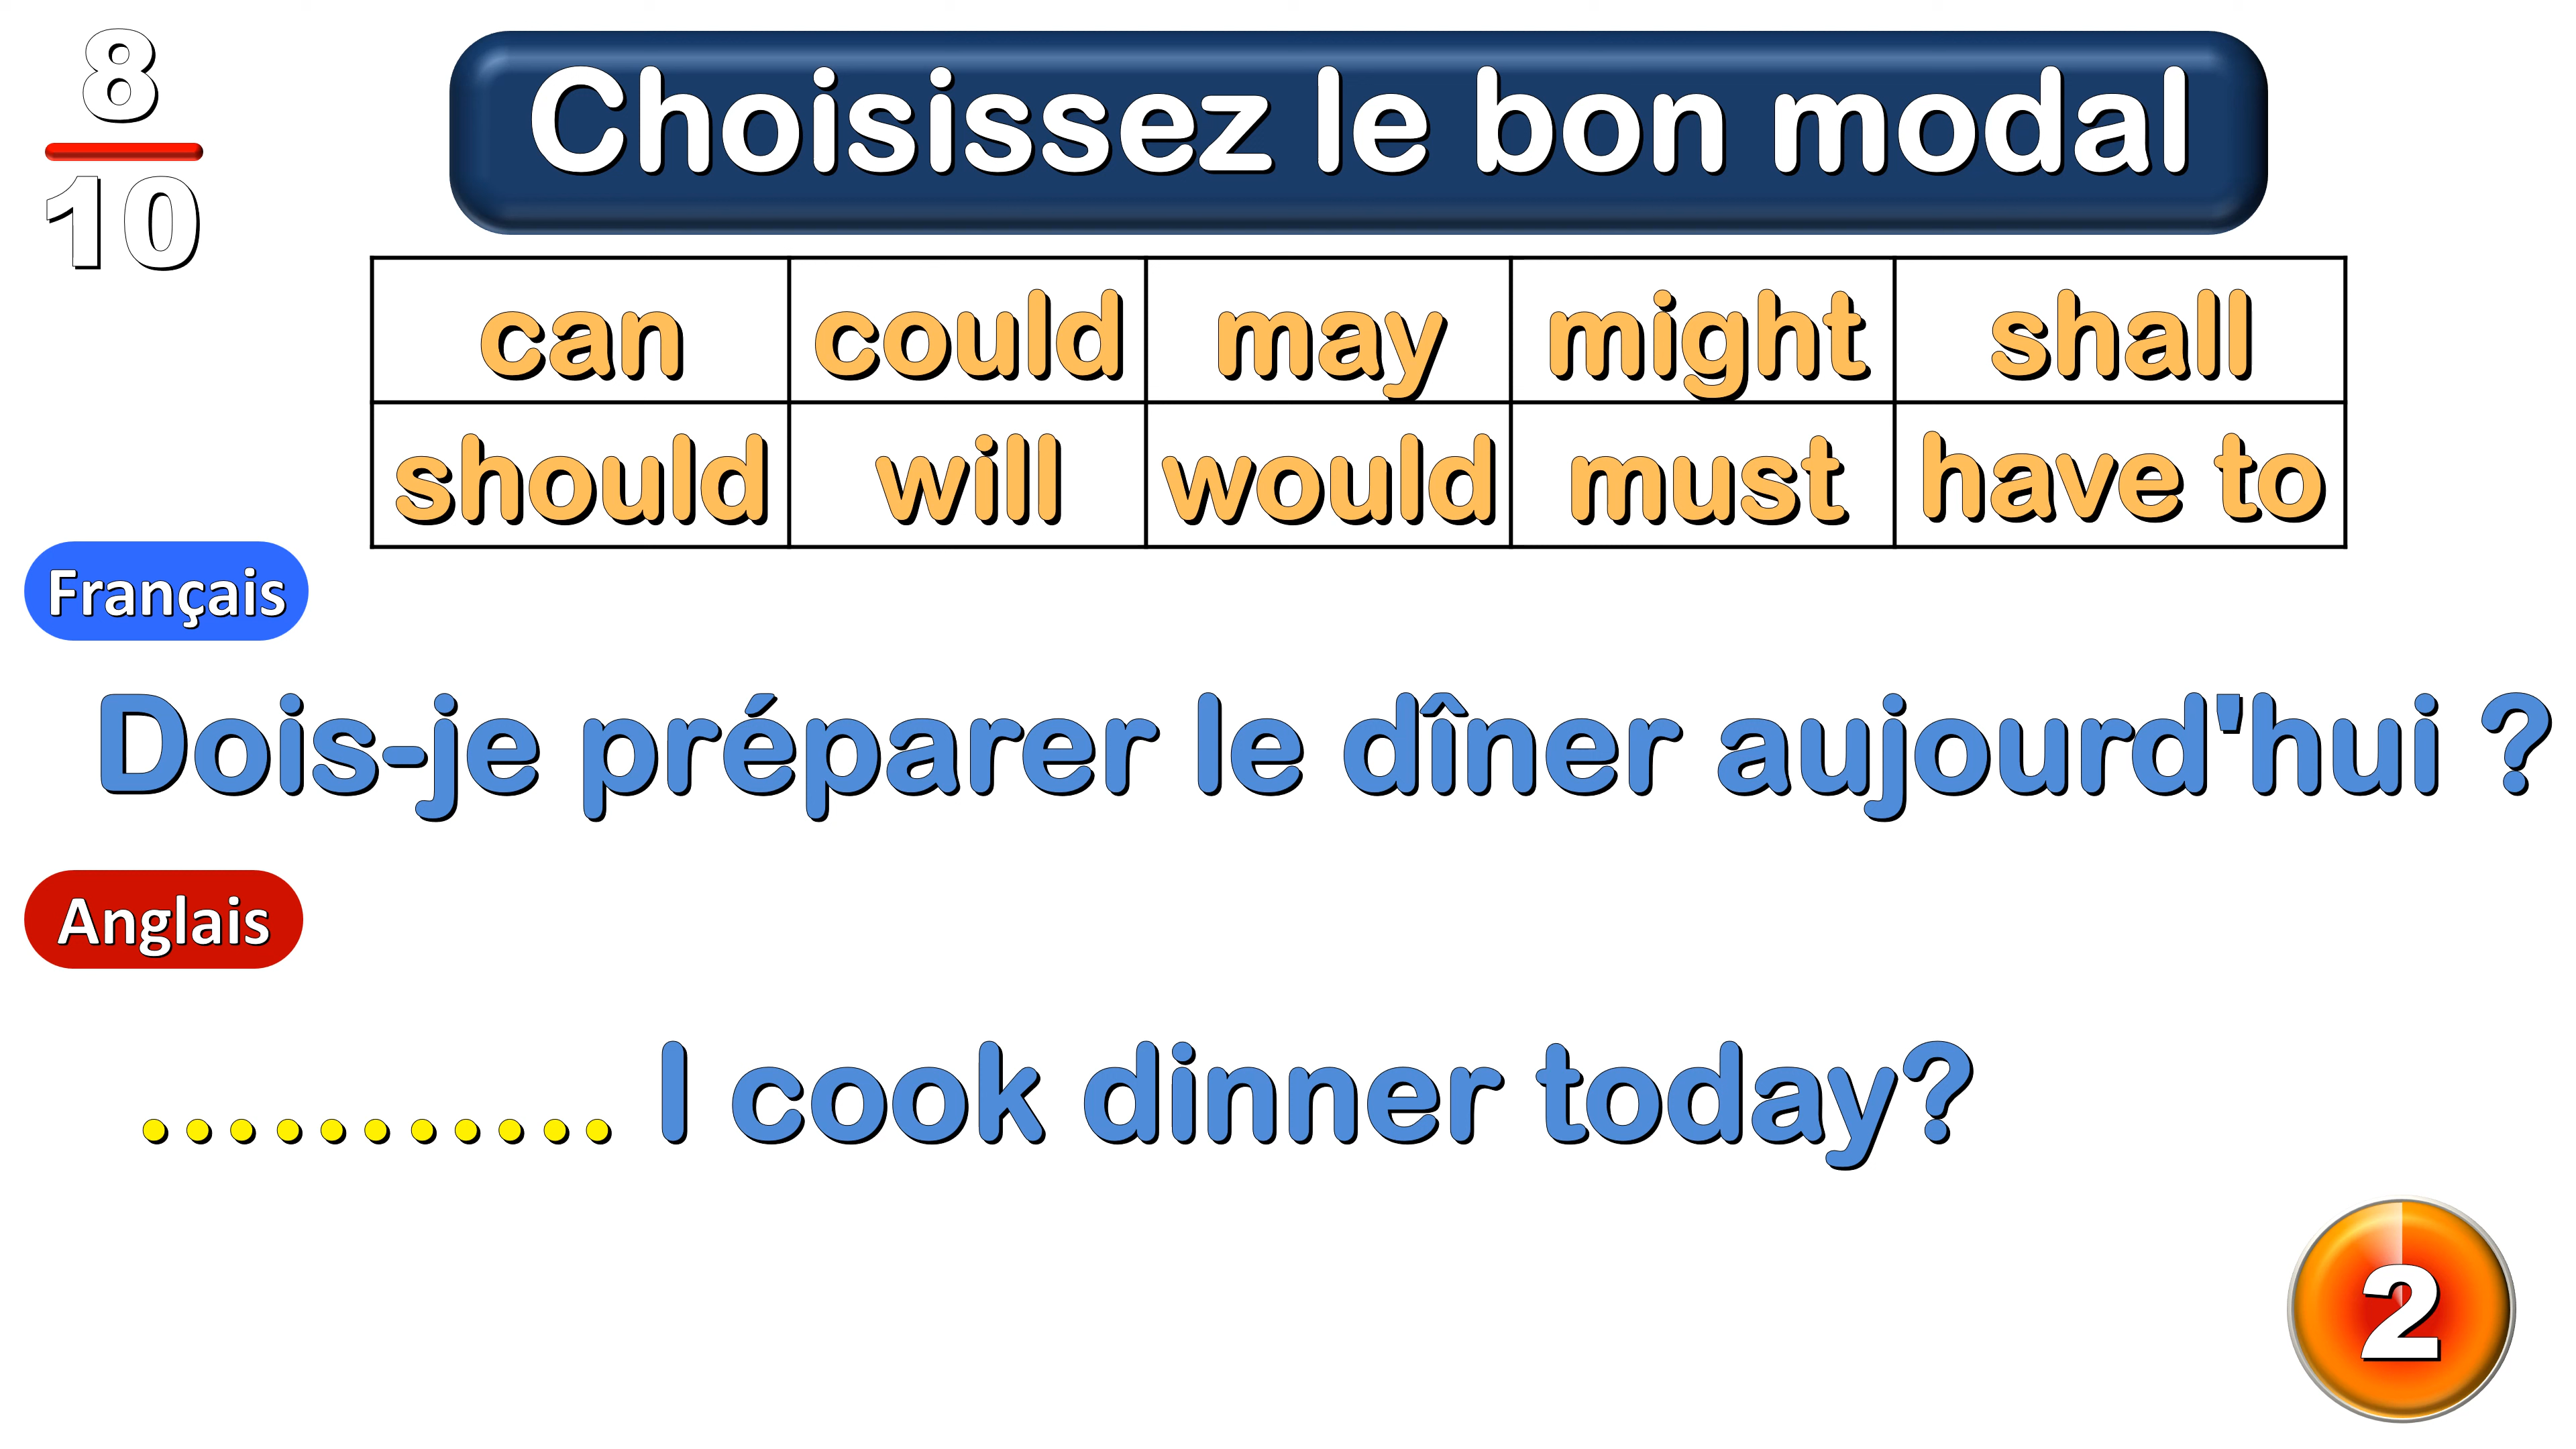 8
10
Choisissez le bon modal
can could may might shall
should will would must have to
Français
Dois-je préparer le dîner aujourd'hui ?
Anglais
........... I cook dinner today?
2